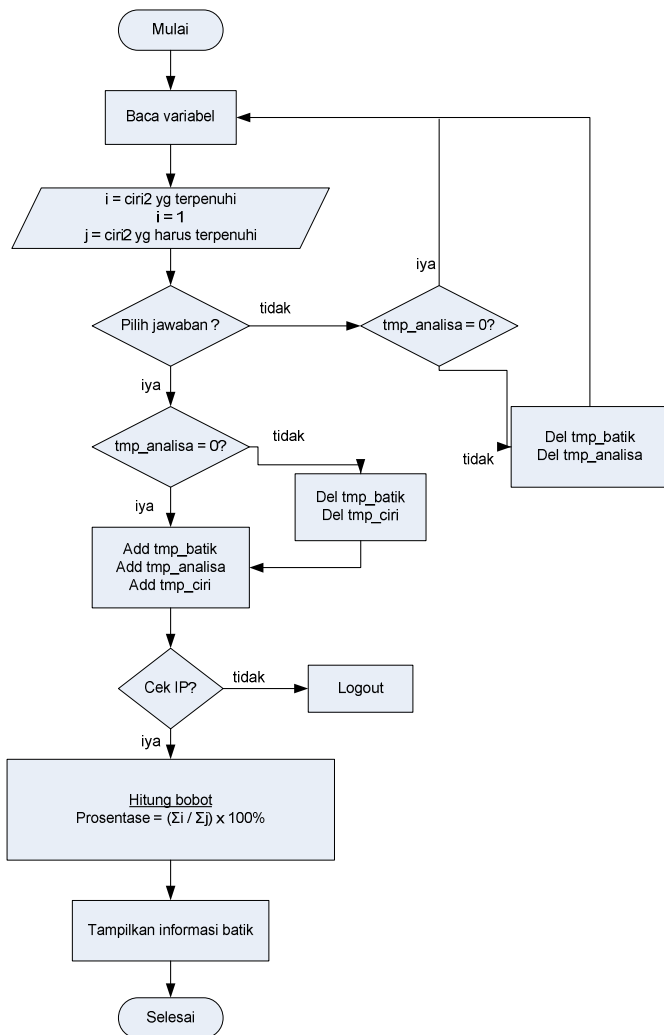 Mulai
Baca variabel
i = ciri2 yg terpenuhi
i = 1
j = ciri2 yg harus terpenuhi
iya
Pilih jawaban ?
tidak
tmp_analisa = 0?
iya
tmp_analisa = 0?
tidak
tidak
Del tmp_batik
Del tmp_analisa
Del tmp_batik
Del tmp_ciri
iya
Add tmp_batik
Add tmp_analisa
Add tmp_ciri
Cek IP?
tidak
Logout
iya
Hitung bobot
Prosentase = (Σi / Σj) x 100%
Tampilkan informasi batik
Selesai